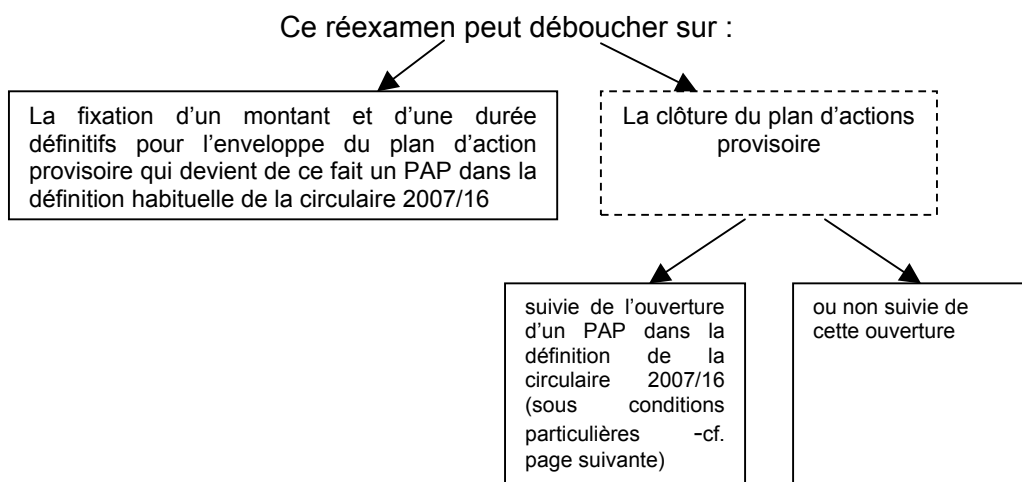 Ce réexamen peut déboucher sur :
La fixation d’un montant et d’une durée
définitifs pour l’enveloppe du plan d’action
provisoire qui devient de ce fait un PAP dans la
définition habituelle de la circulaire 2007/16
La clôture du plan d’actions
provisoire
suivie de l’ouverture
d’un PAP dans la
définition de la
circulaire 2007/16
(sous conditions
particulières -cf.
page suivante)
ou non suivie de
cette ouverture